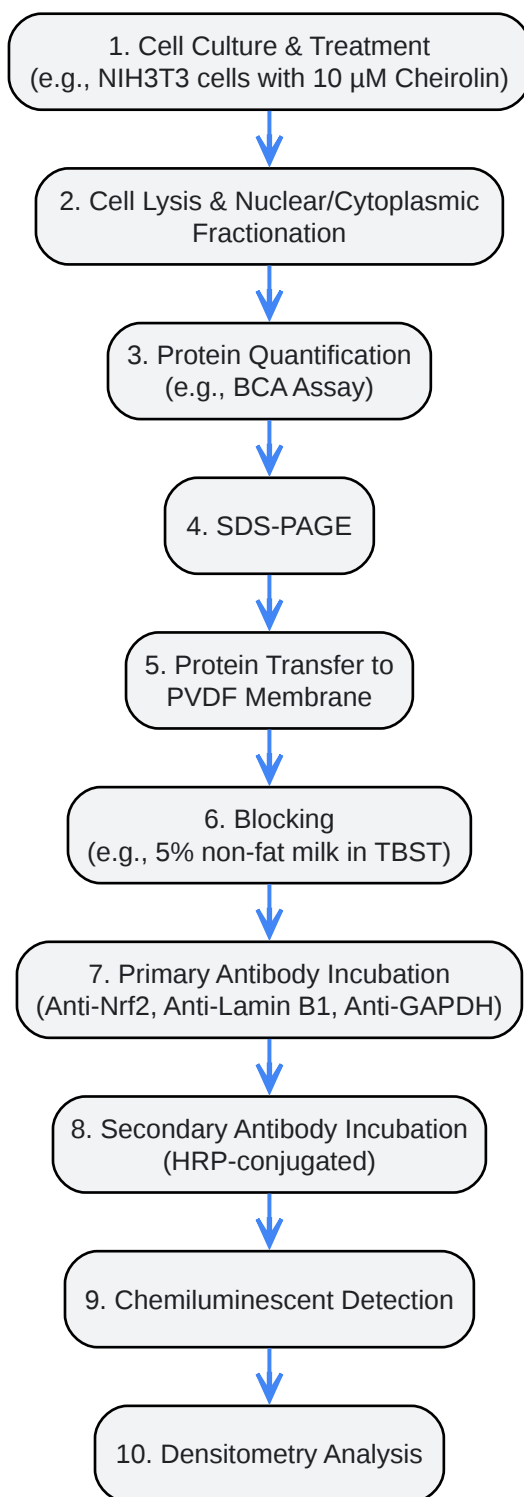 1. Cell Culture & Treatment
(e.g., NIH3T3 cells with 10 µM Cheirolin)
2. Cell Lysis & Nuclear/Cytoplasmic
Fractionation
3. Protein Quantification
(e.g., BCA Assay)
4. SDS-PAGE
5. Protein Transfer to
PVDF Membrane
6. Blocking
(e.g., 5% non-fat milk in TBST)
7. Primary Antibody Incubation
(Anti-Nrf2, Anti-Lamin B1, Anti-GAPDH)
8. Secondary Antibody Incubation
(HRP-conjugated)
9. Chemiluminescent Detection
10. Densitometry Analysis